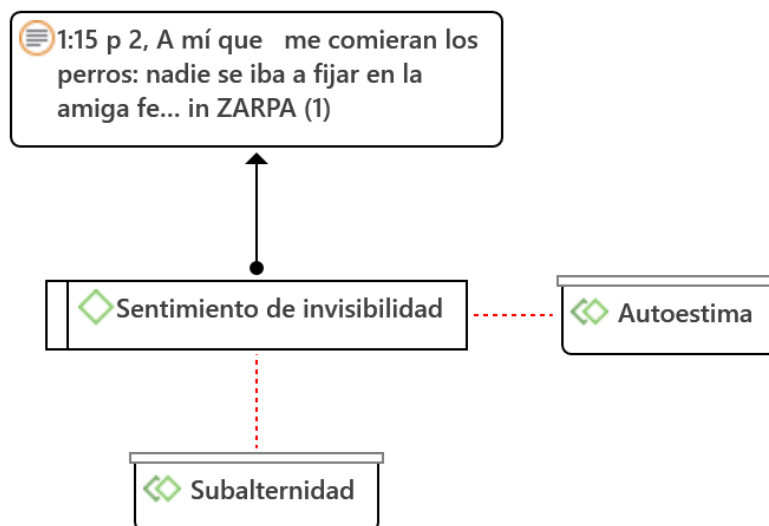 1:15 p 2, A mí que me comieran los
perros: nadie se iba a fijar en la
amiga fe... in ZARPA (1)
Sentimiento de invisibilidad
Autoestima
Subalternidad